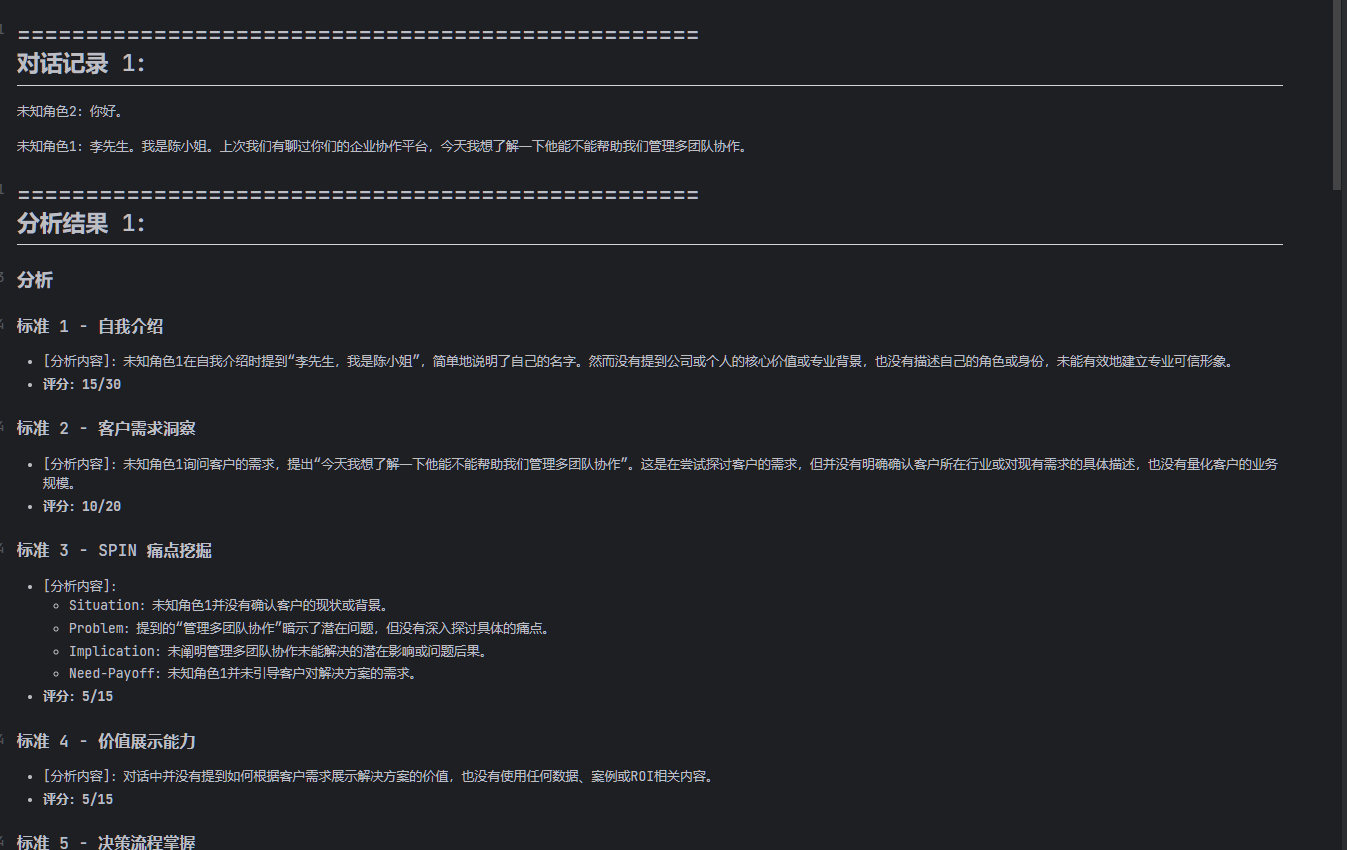 ==================================================
对话记录 1:
未知角色2: 你好。
未知角色1: 李先生。我是陈小姐。上次我们有聊过你们的企业协作平台，今天我想了解一下他能不能帮助我们管理多团队协作。
==================================================
分析结果 1:
分析
标准 1 - 自我介绍
[分析内容]: 未知角色1在自我介绍时提到“李先生，我是陈小姐”，简单地说明了自己的名字。然而没有提到公司或个人的核心价值或专业背景，也没有描述自己的角色或身份，未能有效地建立专业可信形象。
评分: 15/30
标准 2 - 客户需求洞察
[分析内容]: 未知角色1询问客户的需求，提出“今天我想了解一下他能不能帮助我们管理多团队协作”。这是在尝试探讨客户的需求，但并没有明确确认客户所在行业或对现有需求的具体描述，也没有量化客户的业务
规模。
评分: 10/20
标准 3 - SPIN 痛点挖掘
[分析内容]:
Situation: 未知角色1并没有确认客户的现状或背景。
Problem: 提到的“管理多团队协作”暗示了潜在问题，但没有深入探讨具体的痛点。
Implication: 未阐明管理多团队协作未能解决的潜在影响或问题后果。
Need-Payoff: 未知角色1并未引导客户对解决方案的需求。
评分: 5/15
标准 4 - 价值展示能力
[分析内容]: 对话中并没有提到如何根据客户需求展示解决方案的价值，也没有使用任何数据、案例或ROI相关内容。
评分: 5/15
标准 5 - 决策流程掌握